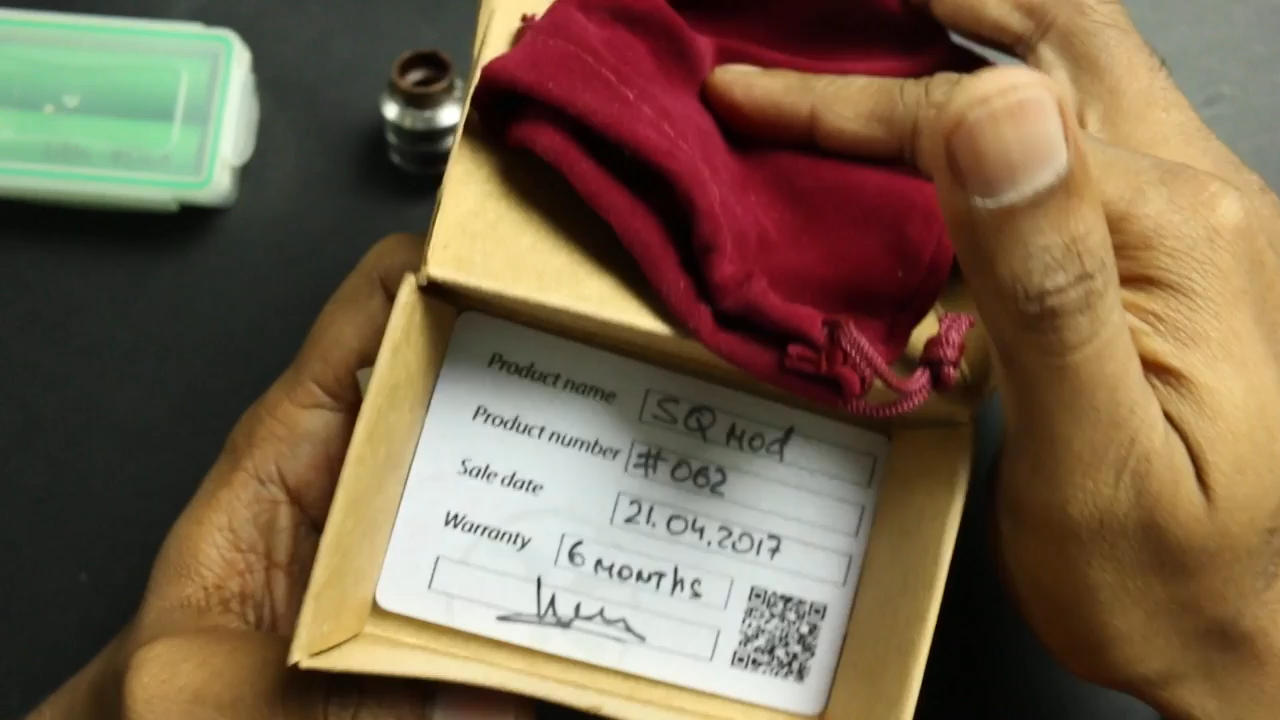 Product name SQ mod
Product number #062
Sale date 21.04.2017
Warranty 6 MONThS